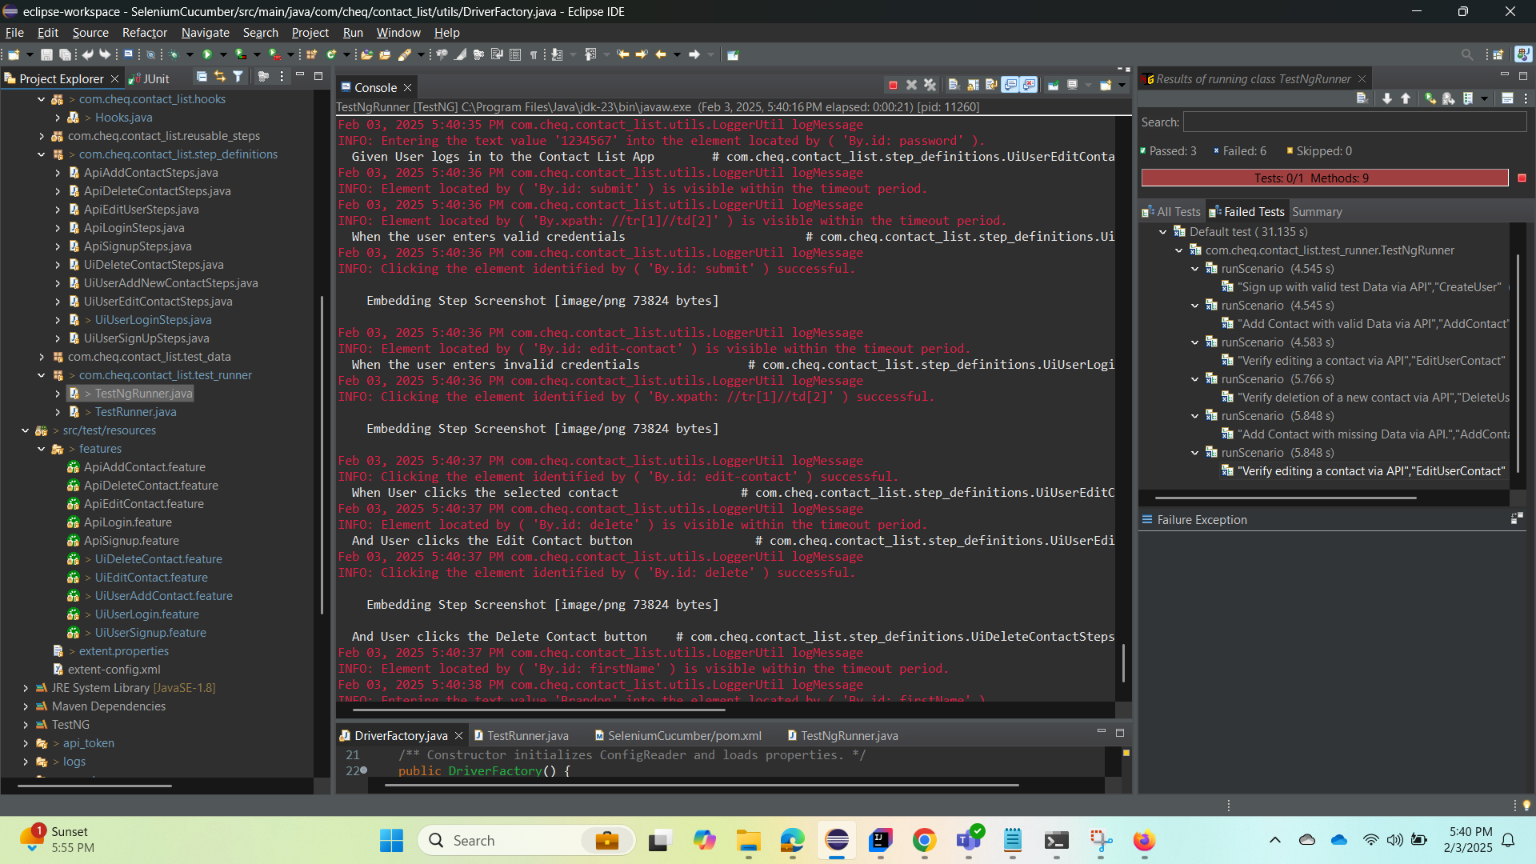 eclipse-workspace - SeleniumCucumber/src/main/java/com/cheq/contact_list/utils/DriverFactory.java - Eclipse IDE
File Edit Source Refactor Navigate Search Project Run Window Help
Project Explorer
JUnit
> com.cheq.contact_list.hooks
> Hooks.java
com.cheq.contact_list.reusable_steps
> com.cheq.contact_list.step_definitions
ApiAddContactSteps.java
ApiDeleteContactSteps.java
ApiEditUserSteps.java
ApiLoginSteps.java
ApiSignupSteps.java
UiDeleteContactSteps.java
UiUserAddNewContactSteps.java
UiUserEditContactSteps.java
> UiUserLoginSteps.java
UiUserSignUpSteps.java
com.cheq.contact_list.test_data
> com.cheq.contact_list.test_runner
> TestNgRunner.java
> TestRunner.java
> src/test/resources
> features
ApiAddContact.feature
ApiDeleteContact.feature
ApiEditContact.feature
ApiLogin.feature
ApiSignup.feature
> UiDeleteContact.feature
> UiEditContact.feature
> UiUserAddContact.feature
> UiUserLogin.feature
> UiUserSignup.feature
> extent.properties
extent-config.xml
JRE System Library [JavaSE-1.8]
Maven Dependencies
TestNG
> api_token
> logs
Console
TestNgRunner [TestNG] C:\Program Files\Java\jdk-23\bin\javaw.exe (Feb 3, 2025, 5:40:16 PM elapsed: 0:00:21) [pid: 11260]
Feb 03, 2025 5:40:35 PM com.cheq.contact_list.utils.LoggerUtil logMessage
INFO: Entering the text value '1234567' into the element located by ( 'By.id: password' ).
Given User logs in to the Contact List App # com.cheq.contact_list.step_definitions.UiUserEditConta
Feb 03, 2025 5:40:36 PM com.cheq.contact_list.utils.LoggerUtil logMessage
INFO: Element located by ( 'By.id: submit' ) is visible within the timeout period.
Feb 03, 2025 5:40:36 PM com.cheq.contact_list.utils.LoggerUtil logMessage
INFO: Element located by ( 'By.xpath: //tr[1]//td[2]' ) is visible within the timeout period.
When the user enters valid credentials # com.cheq.contact_list.step_definitions.Ui
Feb 03, 2025 5:40:36 PM com.cheq.contact_list.utils.LoggerUtil logMessage
INFO: Clicking the element identified by ( 'By.id: submit' ) successful.
Embedding Step Screenshot [image/png 73824 bytes]
Feb 03, 2025 5:40:36 PM com.cheq.contact_list.utils.LoggerUtil logMessage
INFO: Element located by ( 'By.id: edit-contact' ) is visible within the timeout period.
When the user enters invalid credentials # com.cheq.contact_list.step_definitions.UiUserLogi
Feb 03, 2025 5:40:36 PM com.cheq.contact_list.utils.LoggerUtil logMessage
INFO: Clicking the element identified by ( 'By.xpath: //tr[1]//td[2]' ) successful.
Embedding Step Screenshot [image/png 73824 bytes]
Feb 03, 2025 5:40:37 PM com.cheq.contact_list.utils.LoggerUtil logMessage
INFO: Clicking the element identified by ( 'By.id: edit-contact' ) successful.
When User clicks the selected contact # com.cheq.contact_list.step_definitions.UiUserEditC
Feb 03, 2025 5:40:37 PM com.cheq.contact_list.utils.LoggerUtil logMessage
INFO: Element located by ( 'By.id: delete' ) is visible within the timeout period.
And User clicks the Edit Contact button # com.cheq.contact_list.step_definitions.UiUserEdi
Feb 03, 2025 5:40:37 PM com.cheq.contact_list.utils.LoggerUtil logMessage
INFO: Clicking the element identified by ( 'By.id: delete' ) successful.
Embedding Step Screenshot [image/png 73824 bytes]
And User clicks the Delete Contact button # com.cheq.contact_list.step_definitions.UiDeleteContactSteps
Feb 03, 2025 5:40:37 PM com.cheq.contact_list.utils.LoggerUtil logMessage
INFO: Element located by ( 'By.id: firstName' ) is visible within the timeout period.
Feb 03, 2025 5:40:38 PM com.cheq.contact_list.utils.LoggerUtil logMessage
INFO: Entering the text value 'Brandon' into the element located by ( 'By.id: firstName' )
DriverFactory.java
TestRunner.java
SeleniumCucumber/pom.xml
TestNgRunner.java
21 /** Constructor initializes ConfigReader and loads properties. */
22 public DriverFactory() {
Results of running class TestNgRunner
Search:
Passed: 3 Failed: 6 Skipped: 0
Tests: 0/1 Methods: 9
All Tests Failed Tests Summary
Default test ( 31.135 s)
com.cheq.contact_list.test_runner.TestNgRunner
runScenario (4.545 s)
"Sign up with valid test Data via API","CreateUser" (
runScenario (4.545 s)
"Add Contact with valid Data via API","AddContact"
runScenario (4.583 s)
"Verify editing a contact via API","EditUserContact"
runScenario (5.766 s)
"Verify deletion of a new contact via API","DeleteUs
runScenario (5.848 s)
"Add Contact with missing Data via API.","AddConta
runScenario (5.848 s)
"Verify editing a contact via API","EditUserContact"
Failure Exception
1
Sunset
5:55 PM
Search
5:40 PM
2/3/2025